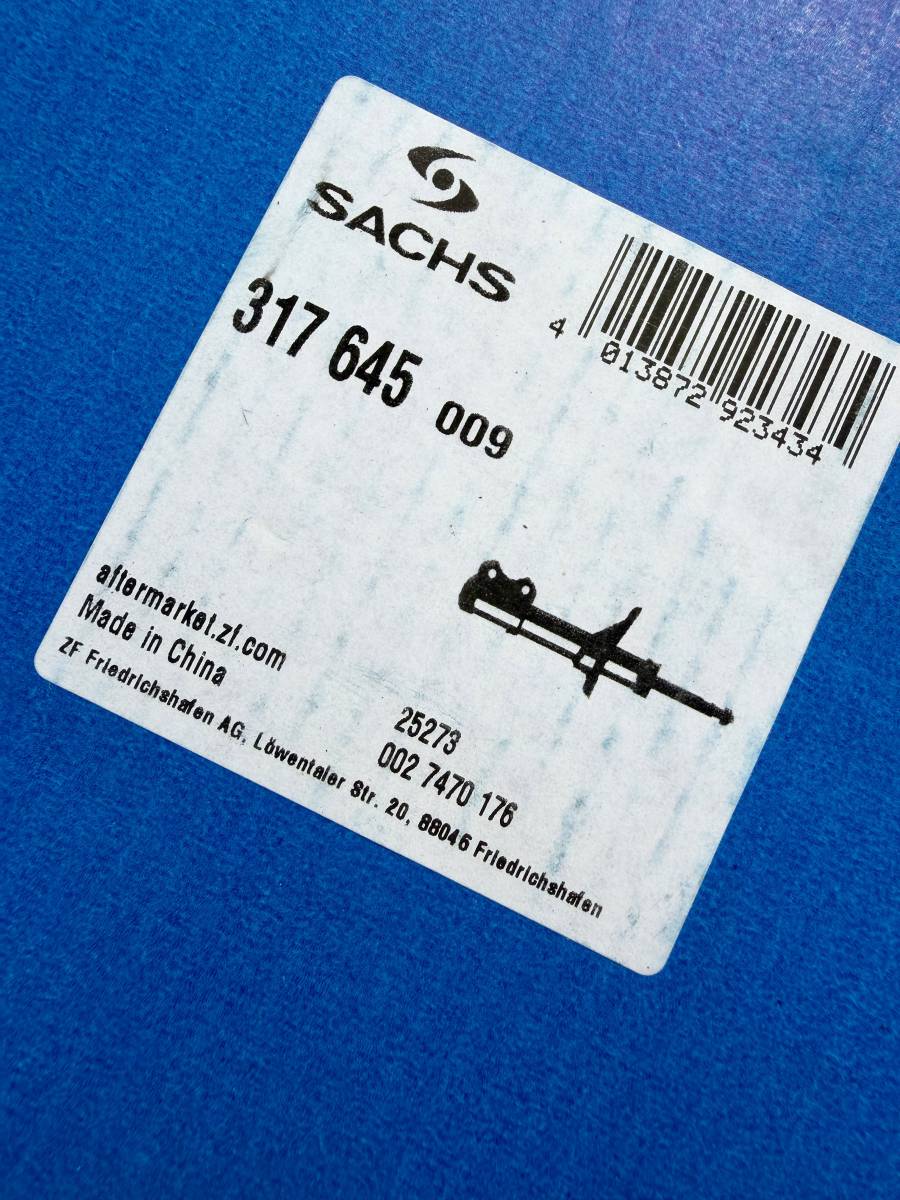 SACHS
317 645 009
4 013872 923434
aftermarket.zf.com
Made in China
25273
002 7470 176
ZF Friedrichshafen AG, Löwentaler Str. 20, 88046 Friedrichshafen